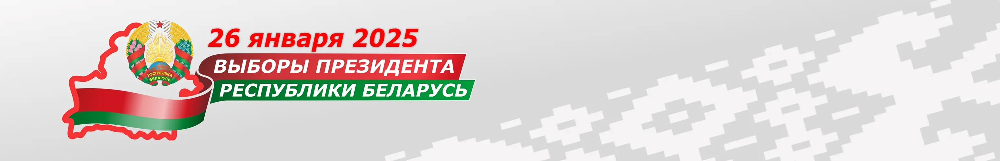 26 января 2025
ВЫБОРЫ ПРЕЗИДЕНТА
РЕСПУБЛИКИ БЕЛАРУСЬ
РЭСПУБЛІКА
БЕЛАРУСЬ